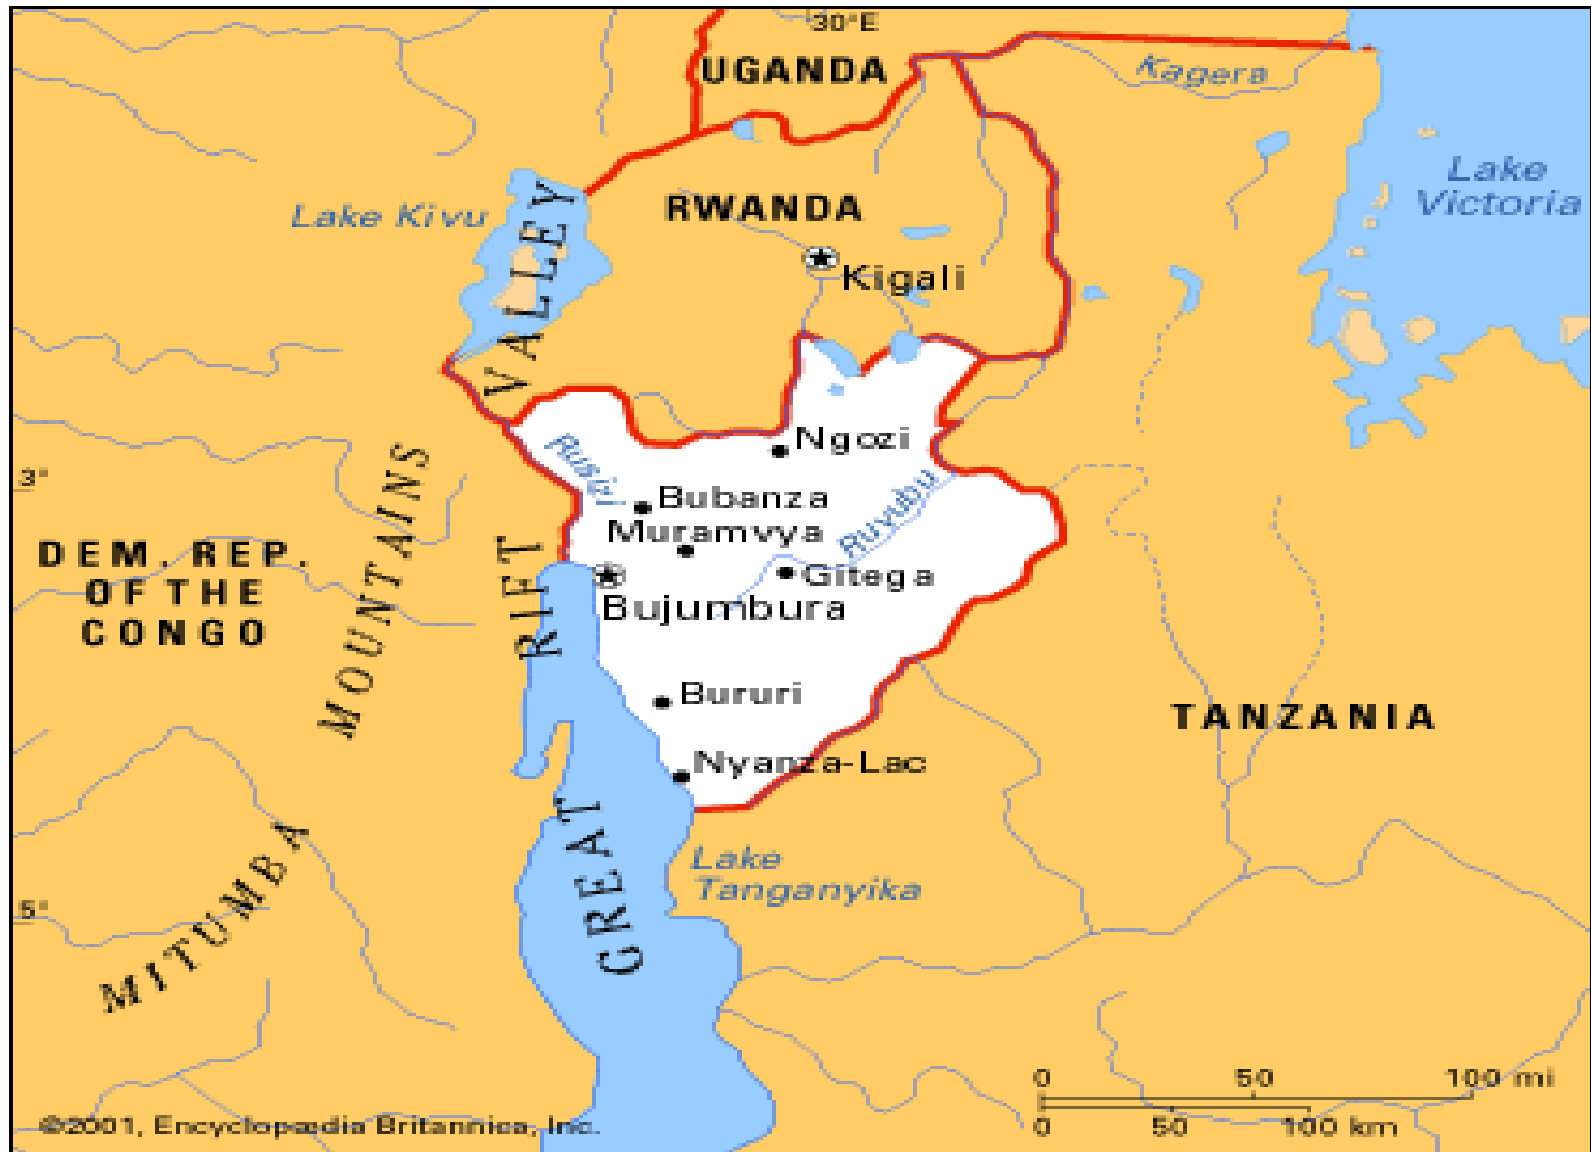 30°E
UGANDA
Kagera
Lake
Victoria
Lake Kivu
RWANDA
Kigali
VALLEY
Ngozi
Rusizi
3°
Bubanza
Ruvubu
Muramvya
MOUNTAINS
DEM. REP.
OF THE
CONGO
RIFT
Gitega
Bujumbura
Bururi
TANZANIA
Nyanza-Lac
GREAT
Lake
Tanganyika
5°
MITUMBA
0 50 100 mi
0 50 100 km
©2001, Encyclopædia Britannica, Inc.